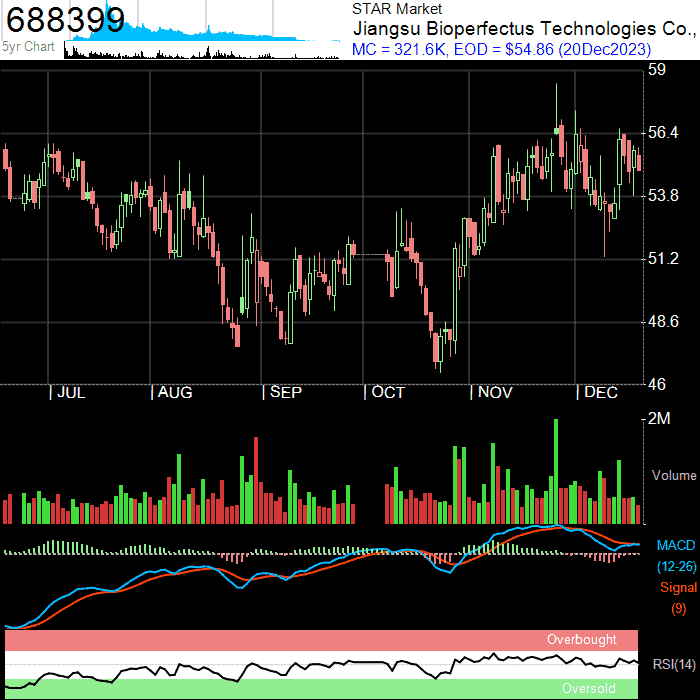 688399
5yr Chart
STAR Market
Jiangsu Bioperfectus Technologies Co.,
MC = 321.6K, EOD = $54.86 (20Dec2023)
59
56.4
53.8
51.2
48.6
46
JUL
AUG
SEP
OCT
NOV
DEC
2M
Volume
MACD
(12-26)
Signal
(9)
Overbought
RSI(14)
Oversold